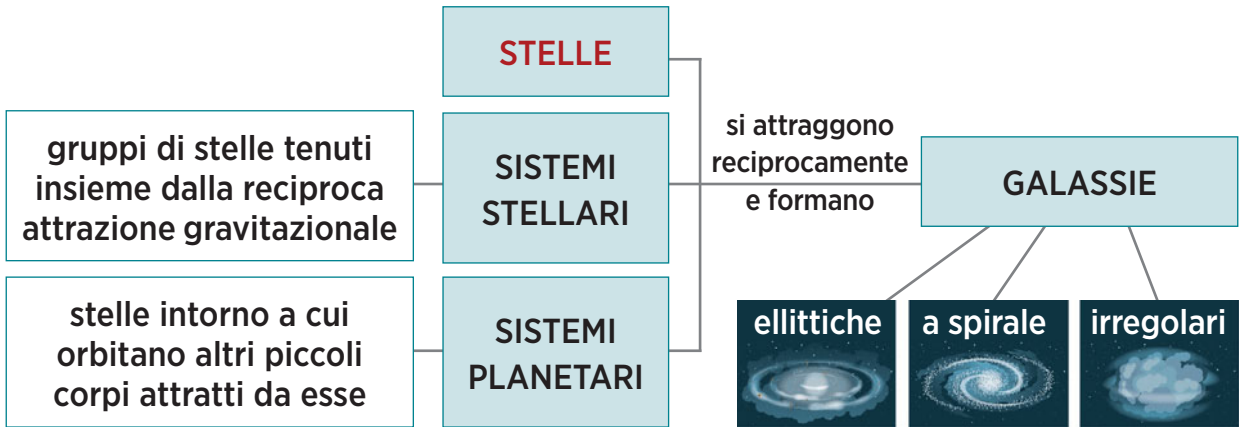 STELLE
gruppi di stelle tenuti
insieme dalla reciproca
attrazione gravitazionale
SISTEMI
STELLARI
stelle intorno a cui
orbitano altri piccoli
corpi attratti da esse
SISTEMI
PLANETARI
si attraggono
reciprocamente
e formano
GALASSIE
ellittiche
a spirale
irregolari